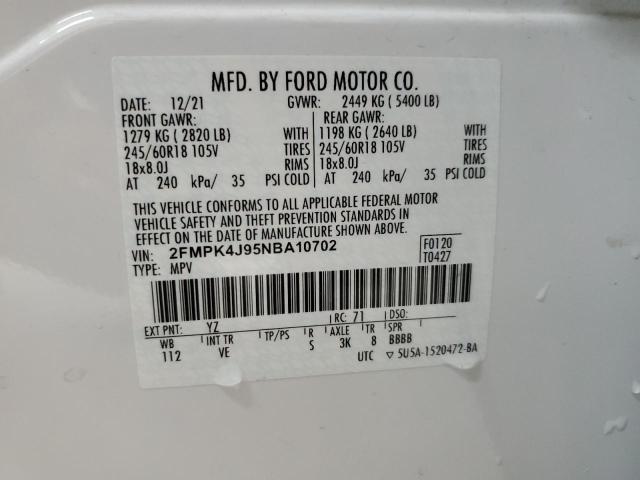 MFD. BY FORD MOTOR CO.
DATE: 12/21 GVWR: 2449 KG ( 5400 LB)
FRONT GAWR: REAR GAWR:
1279 KG ( 2820 LB) WITH 1198 KG ( 2640 LB) WITH
245/60R18 105V TIRES 245/60R18 105V TIRES
18x8.0J RIMS 18x8.0J RIMS
AT 240 kPa/ 35 PSI COLD AT 240 kPa/ 35 PSI COLD
THIS VEHICLE CONFORMS TO ALL APPLICABLE FEDERAL MOTOR
VEHICLE SAFETY AND THEFT PREVENTION STANDARDS IN
EFFECT ON THE DATE OF MANUFACTURE SHOWN ABOVE.
VIN: 2FMPK4J95NBA10702 F0120
TYPE: MPV T0427
EXT PNT: YZ RC: 71 DSO:
WB INT TR TP/PS R AXLE TR SPR
112 VE S 3K 8 BBBB
UTC ▽ 5U5A-1520472-BA